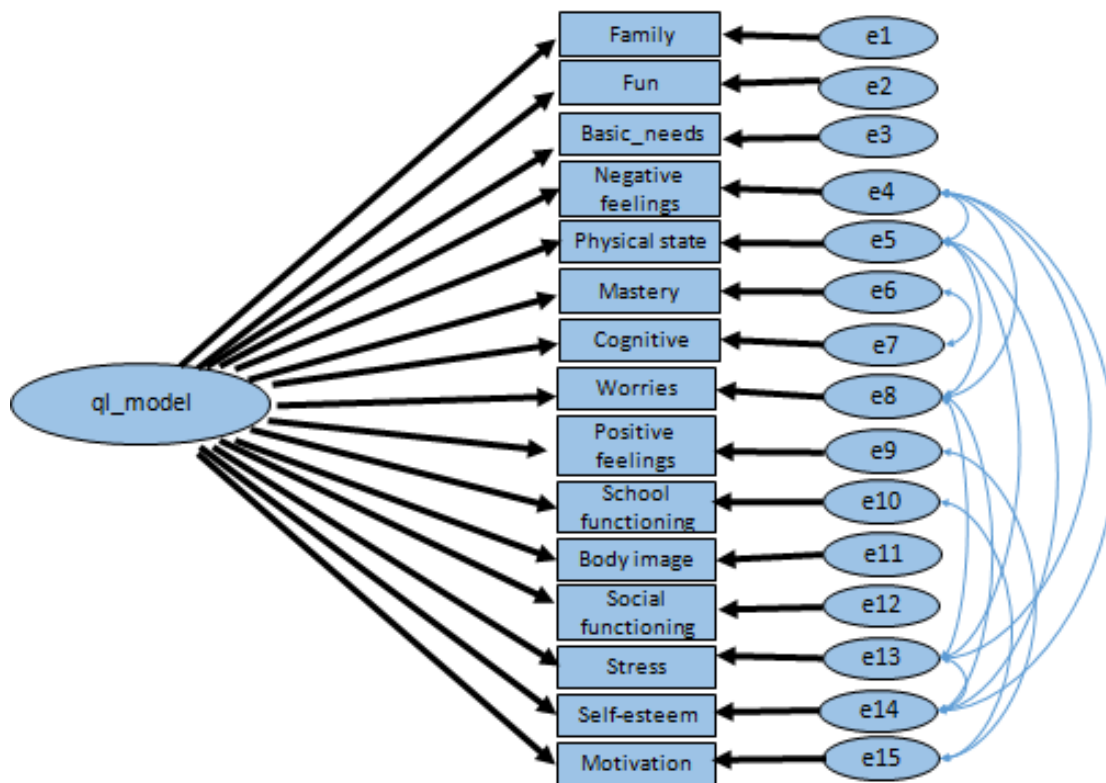 Family
e1
Fun
e2
Basic_needs
e3
Negative
feelings
e4
Physical state
e5
Mastery
e6
Cognitive
e7
Worries
e8
ql_model
Positive
feelings
e9
School
functioning
e10
Body image
e11
Social
functioning
e12
Stress
e13
Self-esteem
e14
Motivation
e15